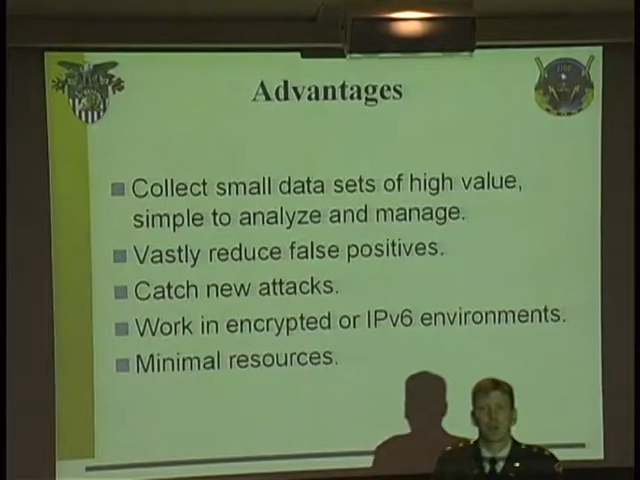 Advantages
Collect small data sets of high value,
simple to analyze and manage.
Vastly reduce false positives.
Catch new attacks.
Work in encrypted or IPv6 environments.
Minimal resources.